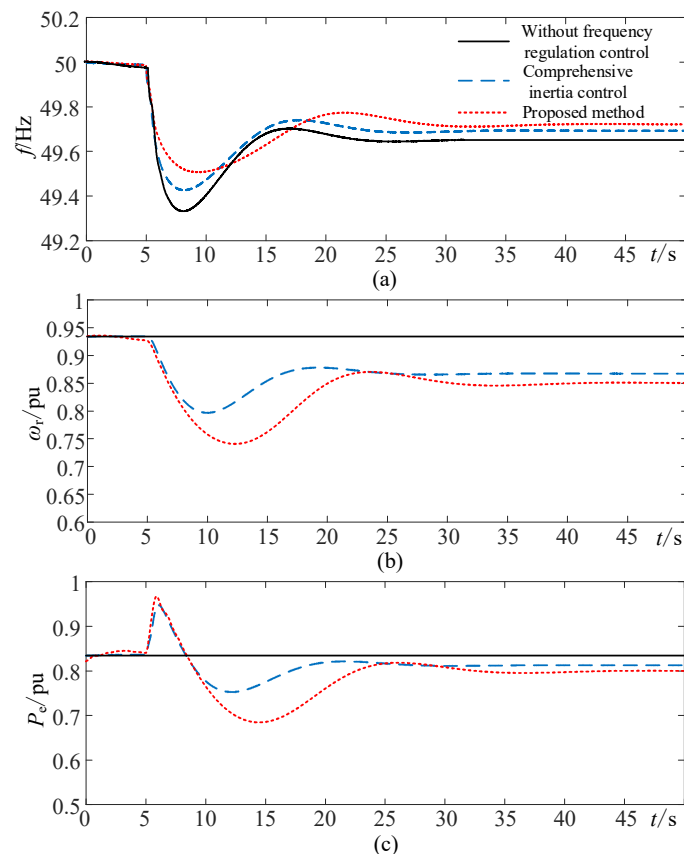 50.2
50
49.8
49.6
49.4
49.2
f/Hz
Without frequency
regulation control
Comprehensive
inertia control
Proposed method
0 5 10 15 20 25 30 35 40 45 t/s
(a)
1
0.95
0.9
0.85
0.8
0.75
0.7
0.65
0.6
ωr/pu
0 5 10 15 20 25 30 35 40 45 t/s
(b)
1
0.9
0.8
0.7
0.6
0.5
Pe/pu
0 5 10 15 20 25 30 35 40 45 t/s
(c)